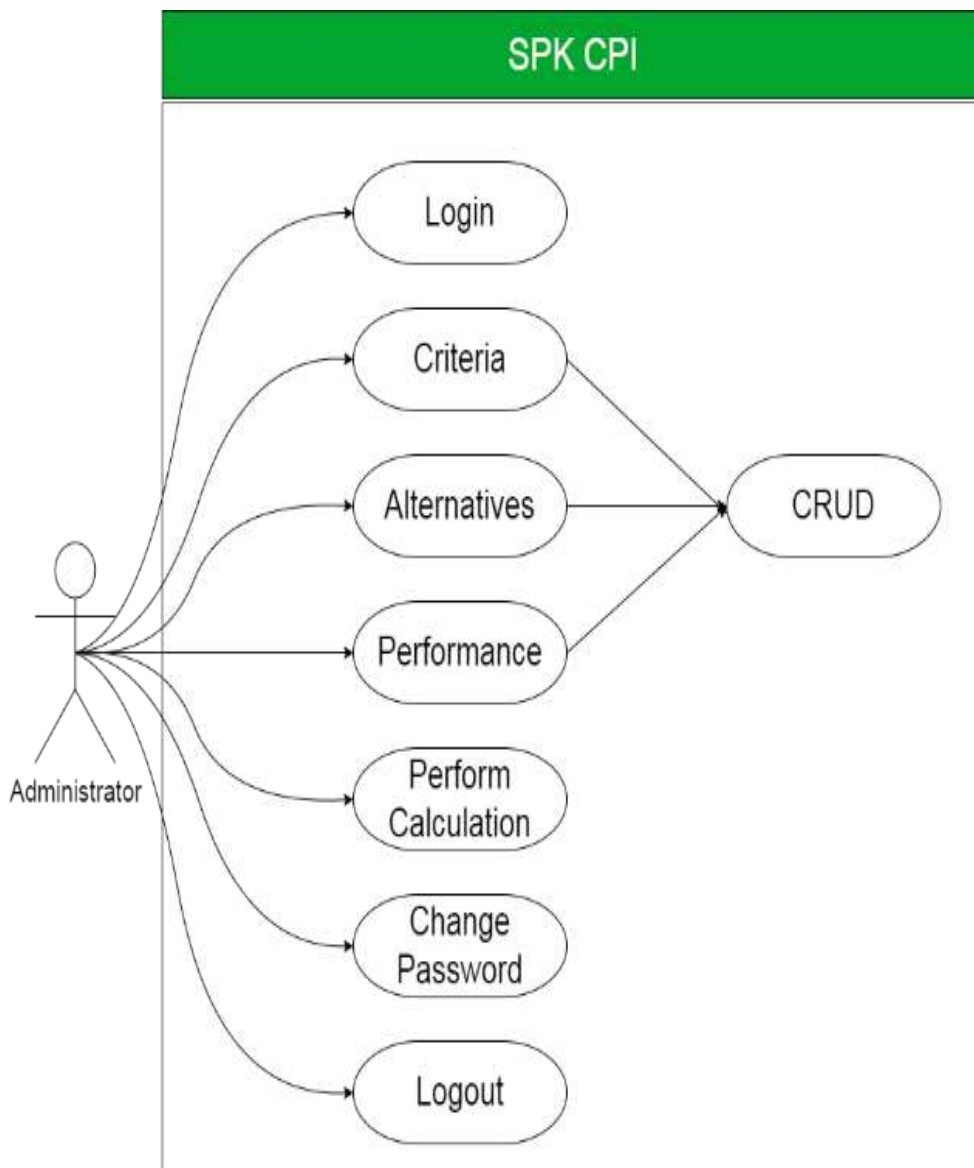 SPK CPI
Login
Criteria
Alternatives
CRUD
Performance
Administrator
Perform
Calculation
Change
Password
Logout